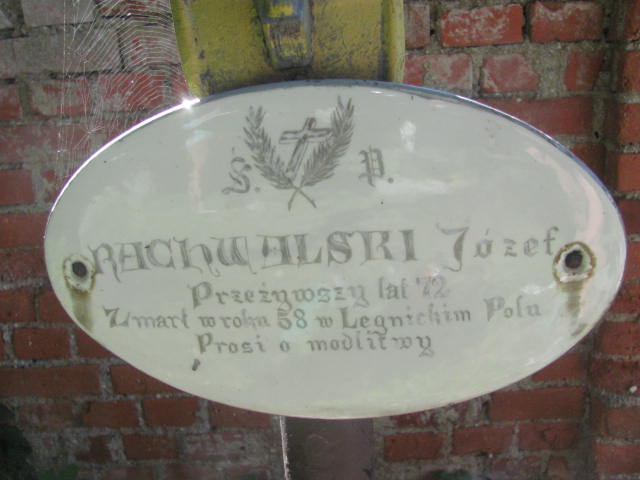 Ś. P.
RACHWALSKI Józef
Przeżywszy lat 72
Zmarł w roku 58 w Legnickim Polu
Prosi o modlitwy